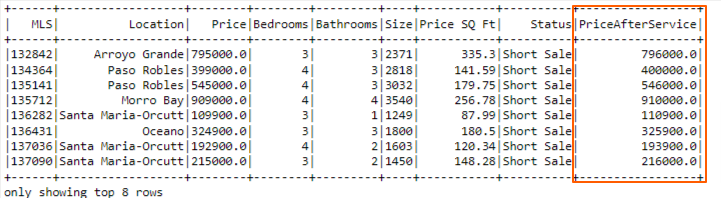 +------+-----------------+--------+--------+---------+----+-----------+----------+-----------------+
|   MLS|         Location|   Price|Bedrooms|Bathrooms|Size|Price SQ Ft|    Status|PriceAfterService|
+------+-----------------+--------+--------+---------+----+-----------+----------+-----------------+
|132842|    Arroyo Grande|795000.0|       3|        3|2371|      335.3|Short Sale|         796000.0|
|134364|      Paso Robles|399000.0|       4|        3|2818|     141.59|Short Sale|         400000.0|
|135141|      Paso Robles|545000.0|       4|        3|3032|     179.75|Short Sale|         546000.0|
|135712|        Morro Bay|909000.0|       4|        4|3540|     256.78|Short Sale|         910000.0|
|136282|Santa Maria-Orcutt|109900.0|       3|        1|1249|      87.99|Short Sale|         110900.0|
|136431|           Oceano|324900.0|       3|        3|1800|      180.5|Short Sale|         325900.0|
|137036|Santa Maria-Orcutt|192900.0|       4|        2|1603|     120.34|Short Sale|         193900.0|
|137090|Santa Maria-Orcutt|215000.0|       3|        2|1450|     148.28|Short Sale|         216000.0|
+------+-----------------+--------+--------+---------+----+-----------+----------+-----------------+
only showing top 8 rows